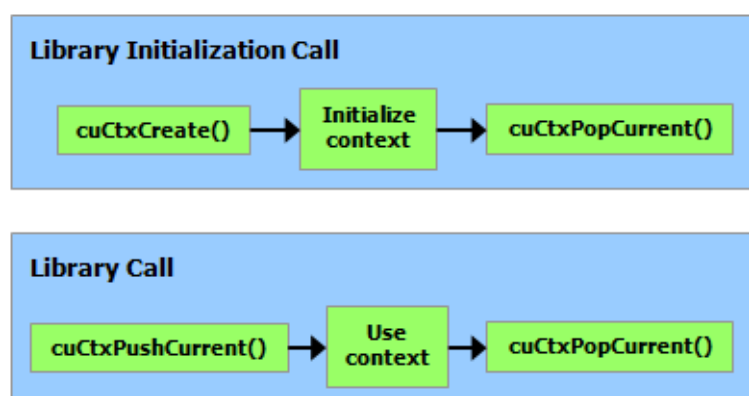 Library Initialization Call
cuCtxCreate()
Initialize
context
cuCtxPopCurrent()
Library Call
cuCtxPushCurrent()
Use
context
cuCtxPopCurrent()